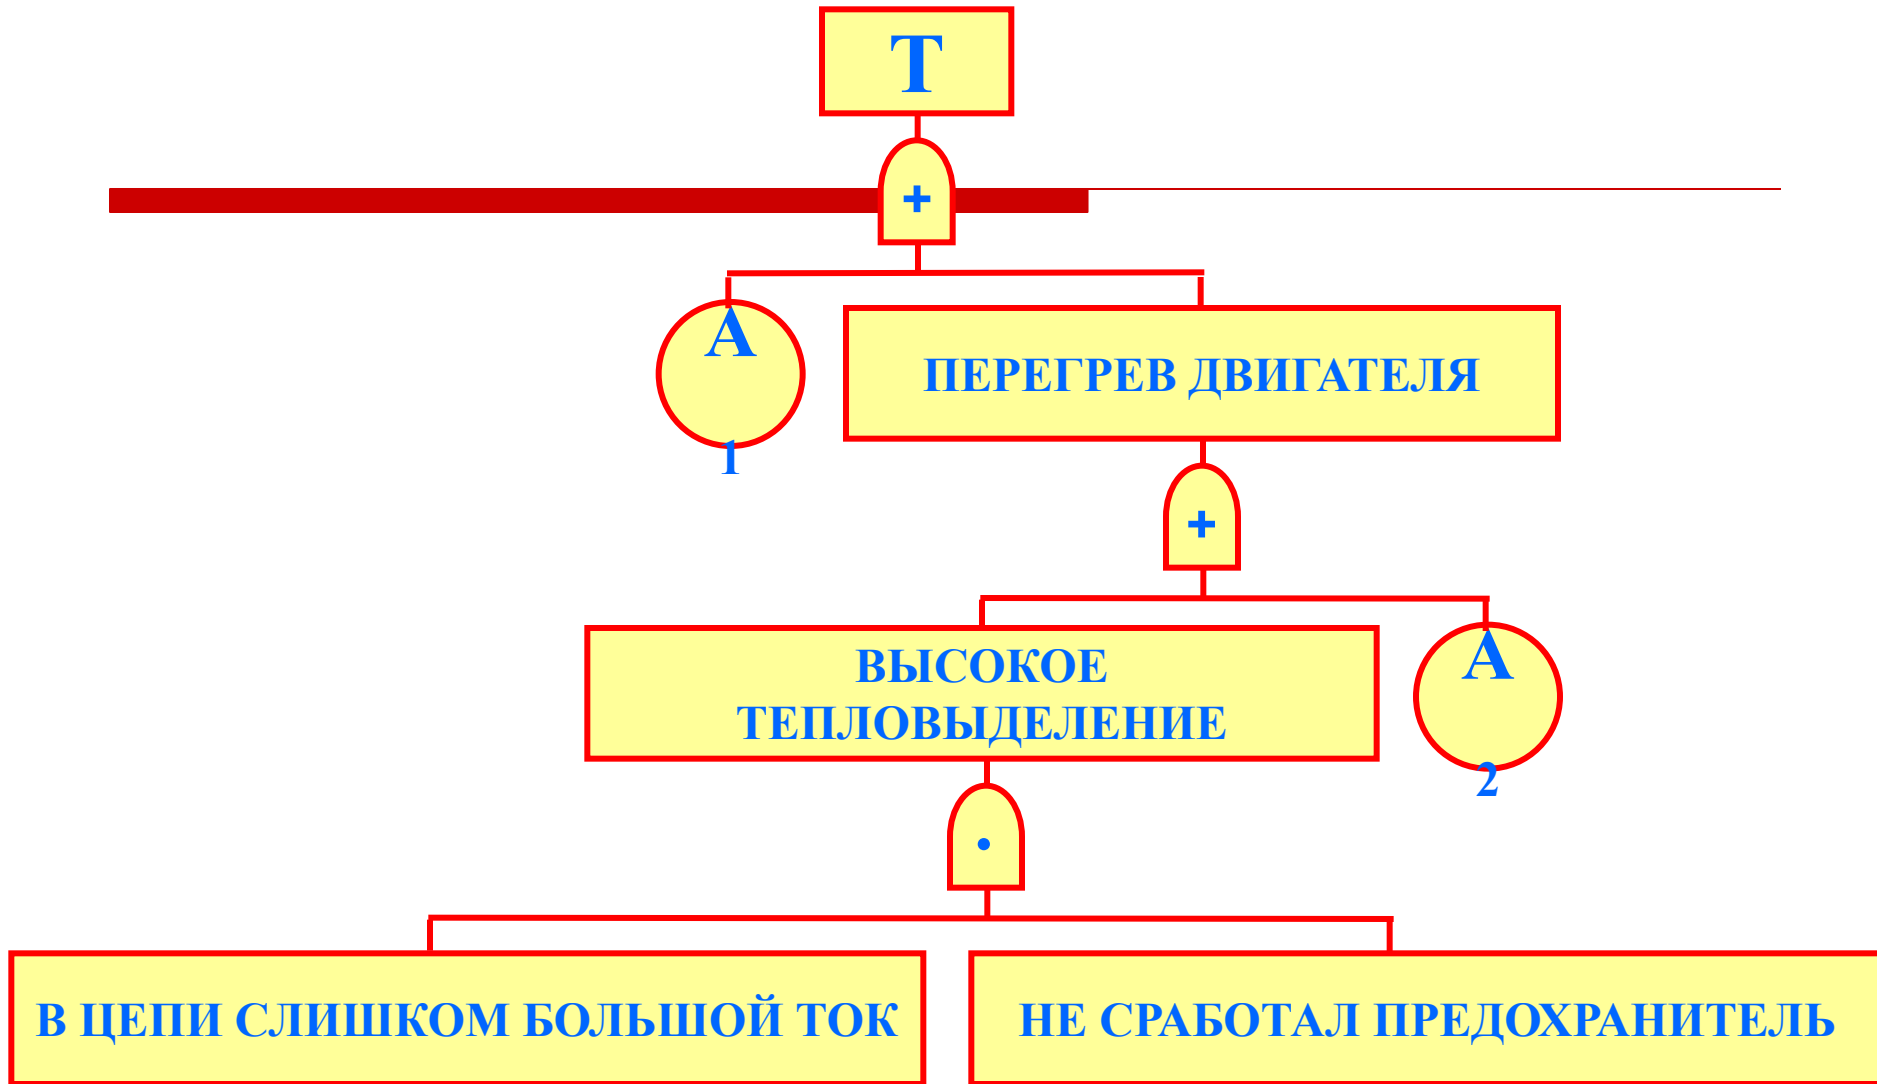 Т
+
А
1
ПЕРЕГРЕВ ДВИГАТЕЛЯ
+
ВЫСОКОЕ
ТЕПЛОВЫДЕЛЕНИЕ
А
2
•
В ЦЕПИ СЛИШКОМ БОЛЬШОЙ ТОК
НЕ СРАБОТАЛ ПРЕДОХРАНИТЕЛЬ